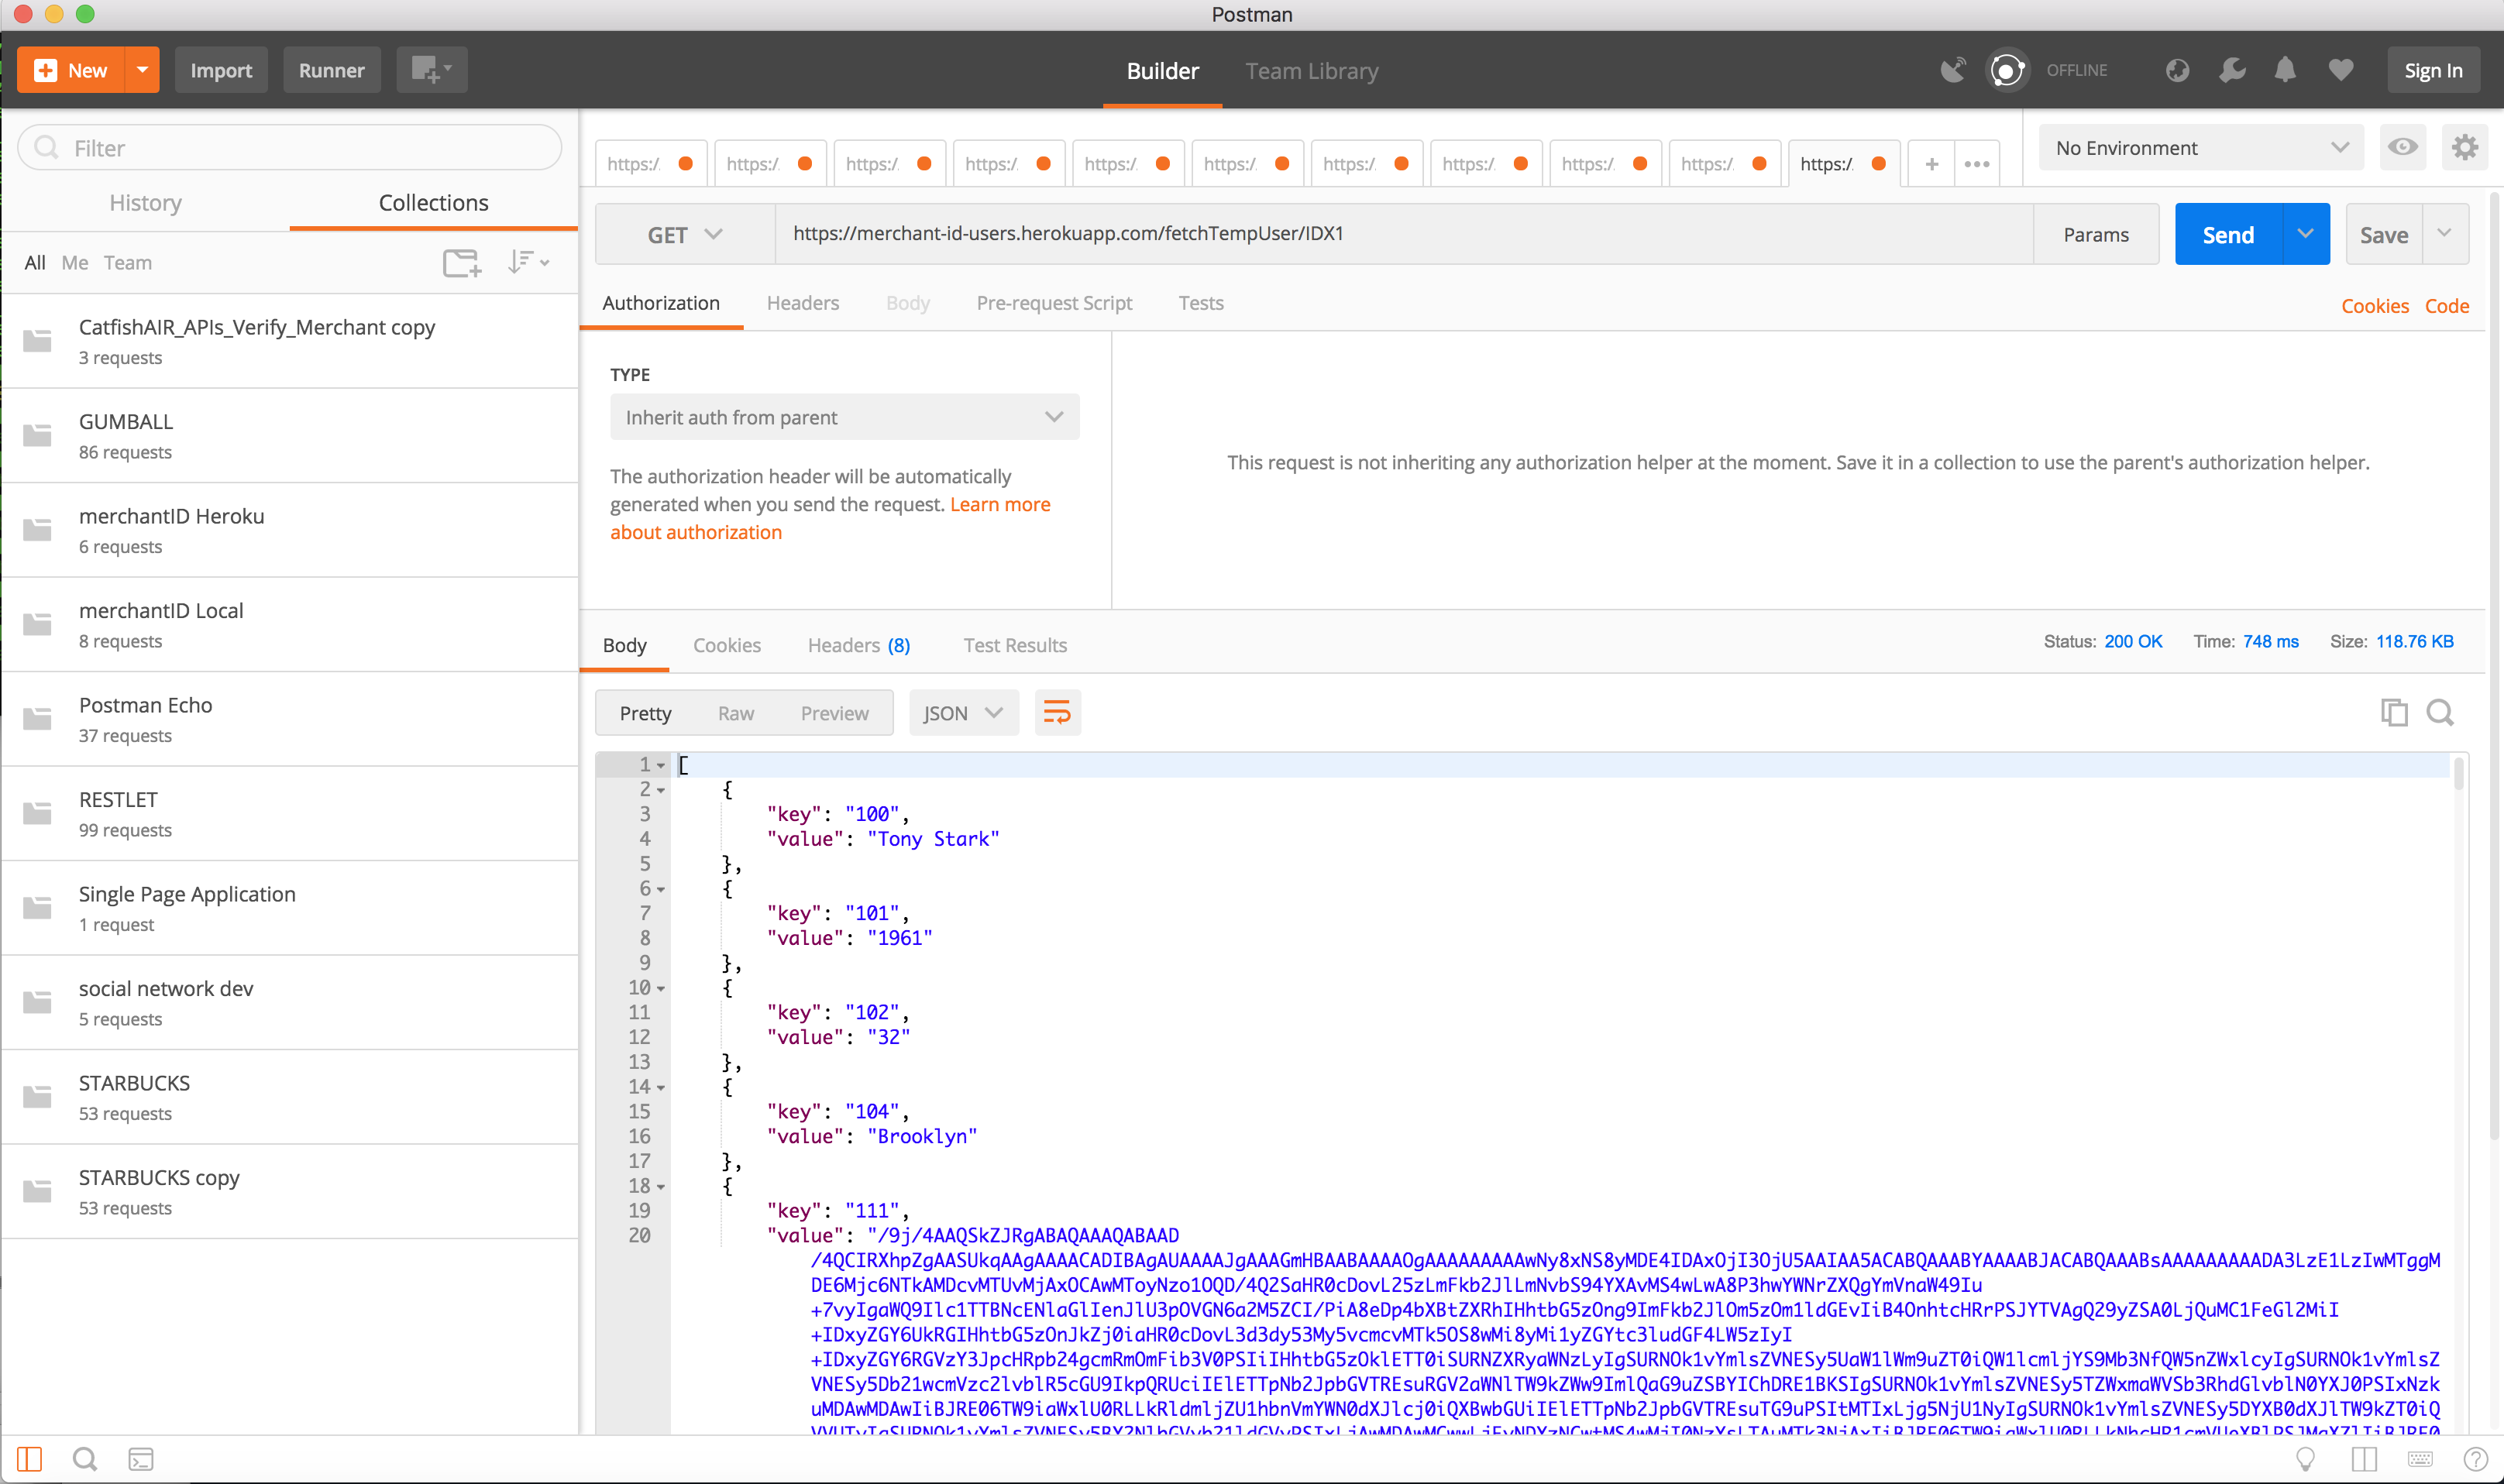 Postman
New
Import
Runner
Builder
Team Library
OFFLINE
Sign In
Filter
History
Collections
All Me Team
CatfishAIR_APIs_Verify_Merchant copy
3 requests
GUMBALL
86 requests
merchantID Heroku
6 requests
merchantID Local
8 requests
Postman Echo
37 requests
RESTLET
99 requests
Single Page Application
1 request
social network dev
5 requests
STARBUCKS
53 requests
STARBUCKS copy
53 requests
https:/. https:/. https:/. https:/. https:/. https:/. https:/. https:/. https:/. https:/. https:/.
No Environment
GET
https://merchant-id-users.herokuapp.com/fetchTempUser/IDX1
Params
Send
Save
Authorization
Headers
Body
Pre-request Script
Tests
Cookies
Code
TYPE
Inherit auth from parent
The authorization header will be automatically
generated when you send the request. Learn more
about authorization
This request is not inheriting any authorization helper at the moment. Save it in a collection to use the parent's authorization helper.
Body
Cookies
Headers (8)
Test Results
Status: 200 OK
Time: 748 ms
Size: 118.76 KB
Pretty
Raw
Preview
JSON
1 [
2 {
3 "key": "100",
4 "value": "Tony Stark"
5 },
6 {
7 "key": "101",
8 "value": "1961"
9 },
10 {
11 "key": "102",
12 "value": "32"
13 },
14 {
15 "key": "104",
16 "value": "Brooklyn"
17 },
18 {
19 "key": "111",
20 "value": "/9j/4AAQSkZJRgABAQAAAQABAAD